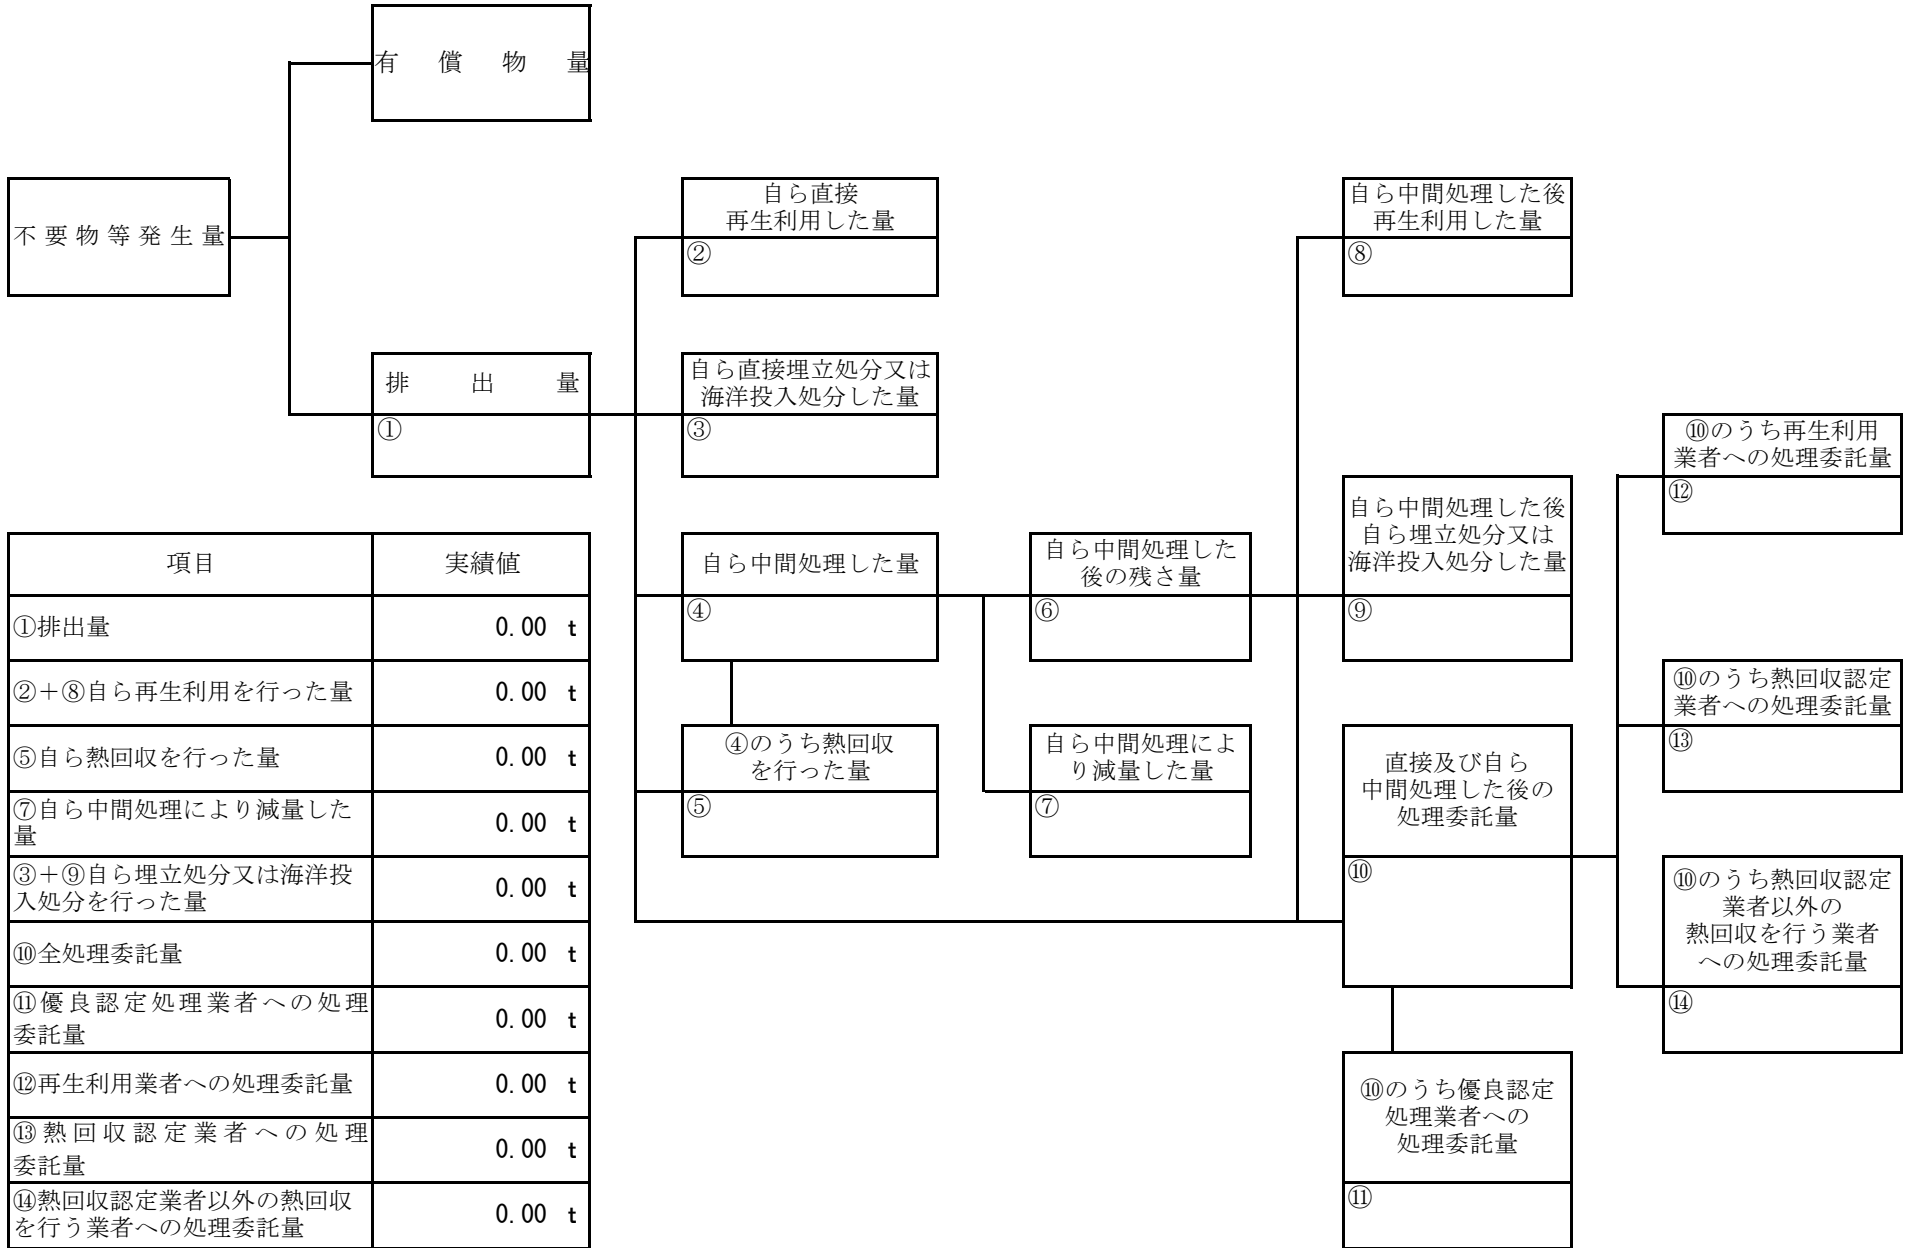 有償物量
不要物等発生量
自ら直接
再生利用した量
②
自ら中間処理した後
再生利用した量
⑧
排出量
①
自ら直接埋立処分又は
海洋投入処分した量
③
⑩のうち再生利用
業者への処理委託量
⑫
自ら中間処理した量
④
自ら中間処理した
後の残さ量
⑥
自ら中間処理した後
自ら埋立処分又は
海洋投入処分した量
⑨
⑩のうち熱回収認定
業者への処理委託量
⑬
④のうち熱回収
を行った量
⑤
自ら中間処理によ
り減量した量
⑦
直接及び自ら
中間処理した後の
処理委託量
⑩
⑩のうち熱回収認定
業者以外の
熱回収を行う業者
への処理委託量
⑭
⑩のうち優良認定
処理業者への
処理委託量
⑪
項目 実績値
①排出量 0.00 t
②+⑧自ら再生利用を行った量 0.00 t
⑤自ら熱回収を行った量 0.00 t
⑦自ら中間処理により減量した
量 0.00 t
③+⑨自ら埋立処分又は海洋投
入処分を行った量 0.00 t
⑩全処理委託量 0.00 t
⑪優良認定処理業者への処理
委託量 0.00 t
⑫再生利用業者への処理委託量 0.00 t
⑬熱回収認定業者への処理
委託量 0.00 t
⑭熱回収認定業者以外の熱回収
を行う業者への処理委託量 0.00 t